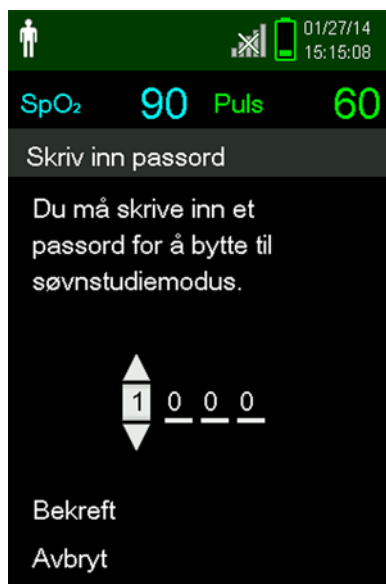 01/27/14
15:15:08
SpO₂ 90 Puls 60
Skriv inn passord
Du må skrive inn et
passord for å bytte til
søvnstudiemodus.
1 0 0 0
Bekreft
Avbryt